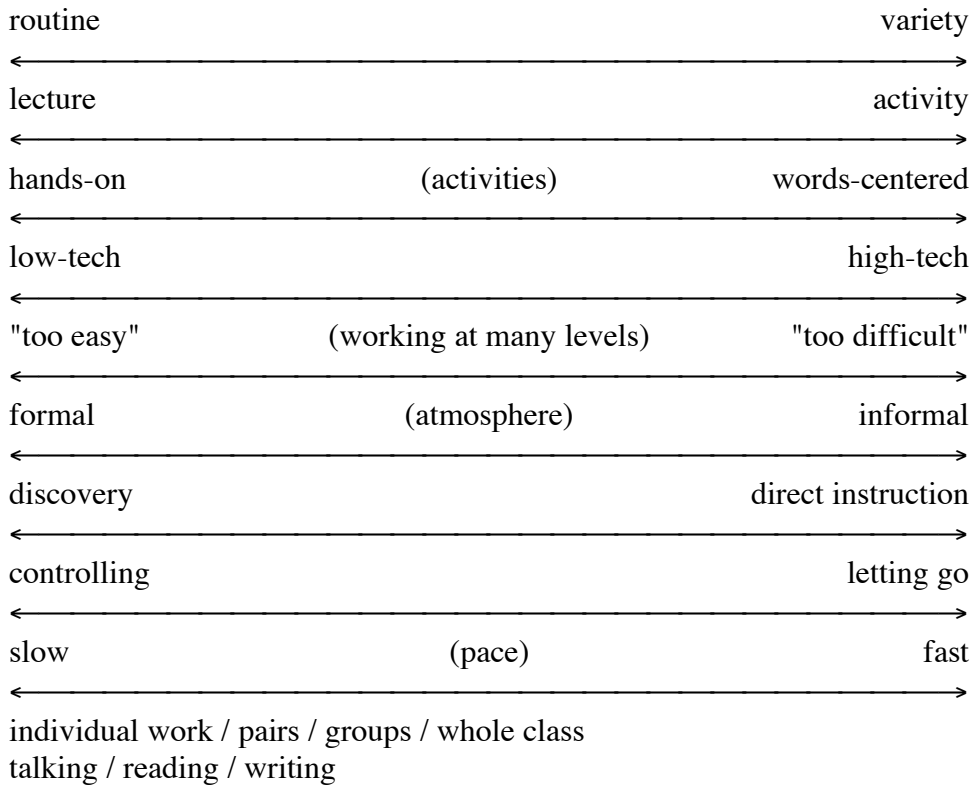 routine variety
lecture activity
hands-on (activities) words-centered
low-tech high-tech
"too easy" (working at many levels) "too difficult"
formal (atmosphere) informal
discovery direct instruction
controlling letting go
slow (pace) fast
individual work / pairs / groups / whole class
talking / reading / writing